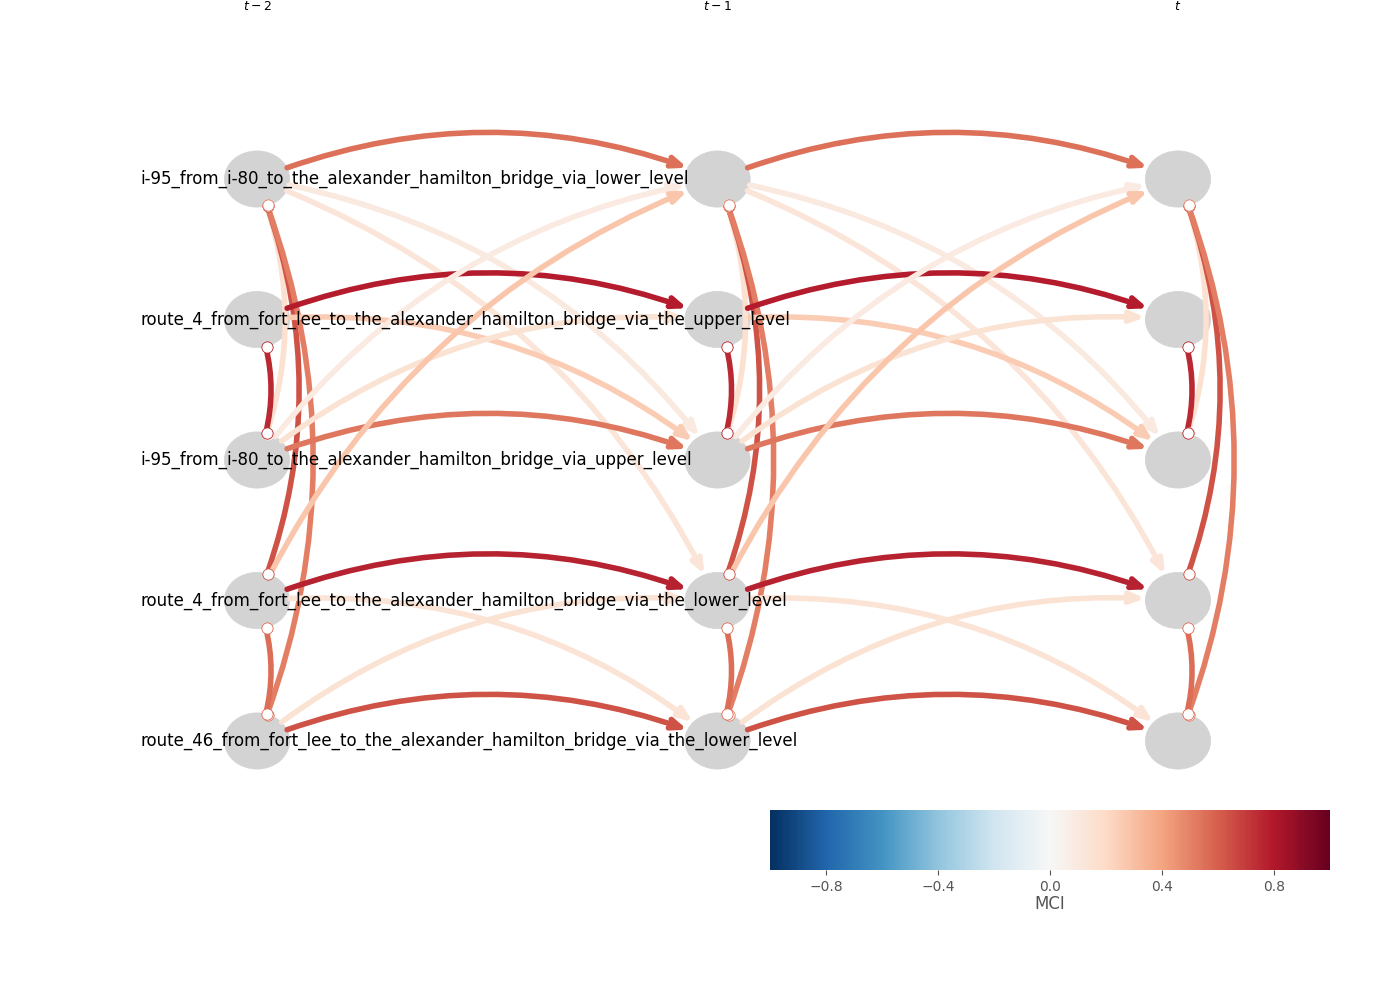 t − 2 t − 1 t
i-95_from_i-80_to_the_alexander_hamilton_bridge_via_lower_level
route_4_from_fort_lee_to_the_alexander_hamilton_bridge_via_the_upper_level
i-95_from_i-80_to_the_alexander_hamilton_bridge_via_upper_level
route_4_from_fort_lee_to_the_alexander_hamilton_bridge_via_the_lower_level
route_46_from_fort_lee_to_the_alexander_hamilton_bridge_via_the_lower_level
−0.8 −0.4 0.0 0.4 0.8
MCI